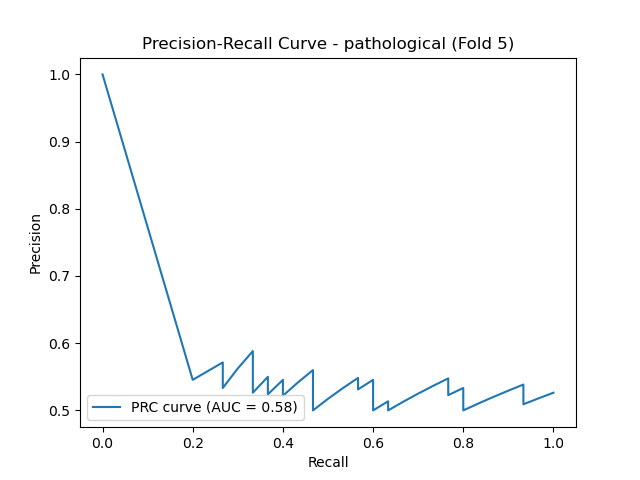 Precision-Recall Curve - pathological (Fold 5)
1.0
0.9
0.8
0.7
0.6
0.5
Precision
PRC curve (AUC = 0.58)
0.0 0.2 0.4 0.6 0.8 1.0
Recall